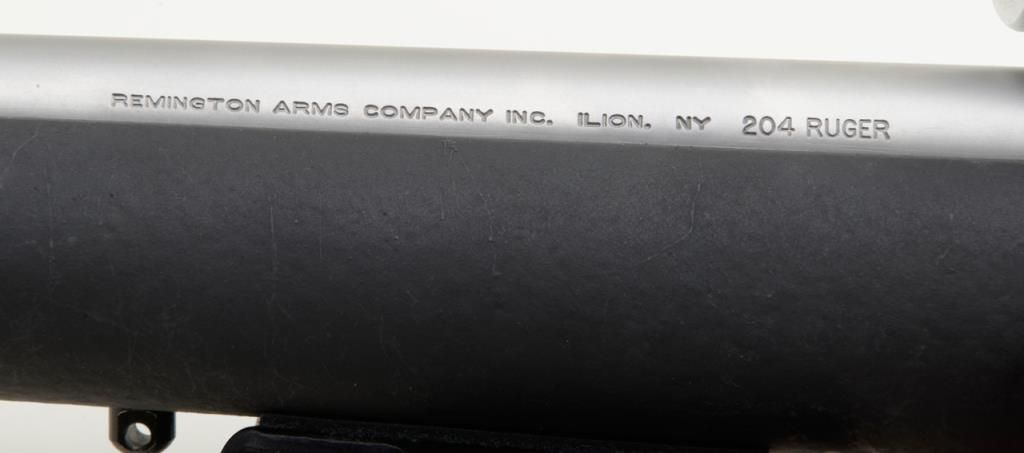 REMINGTON ARMS COMPANY INC. ILION, NY 204 RUGER